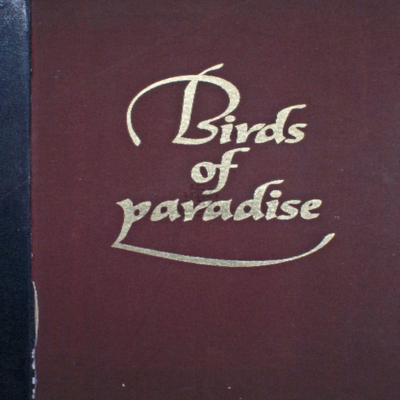 Birds
of
paradise